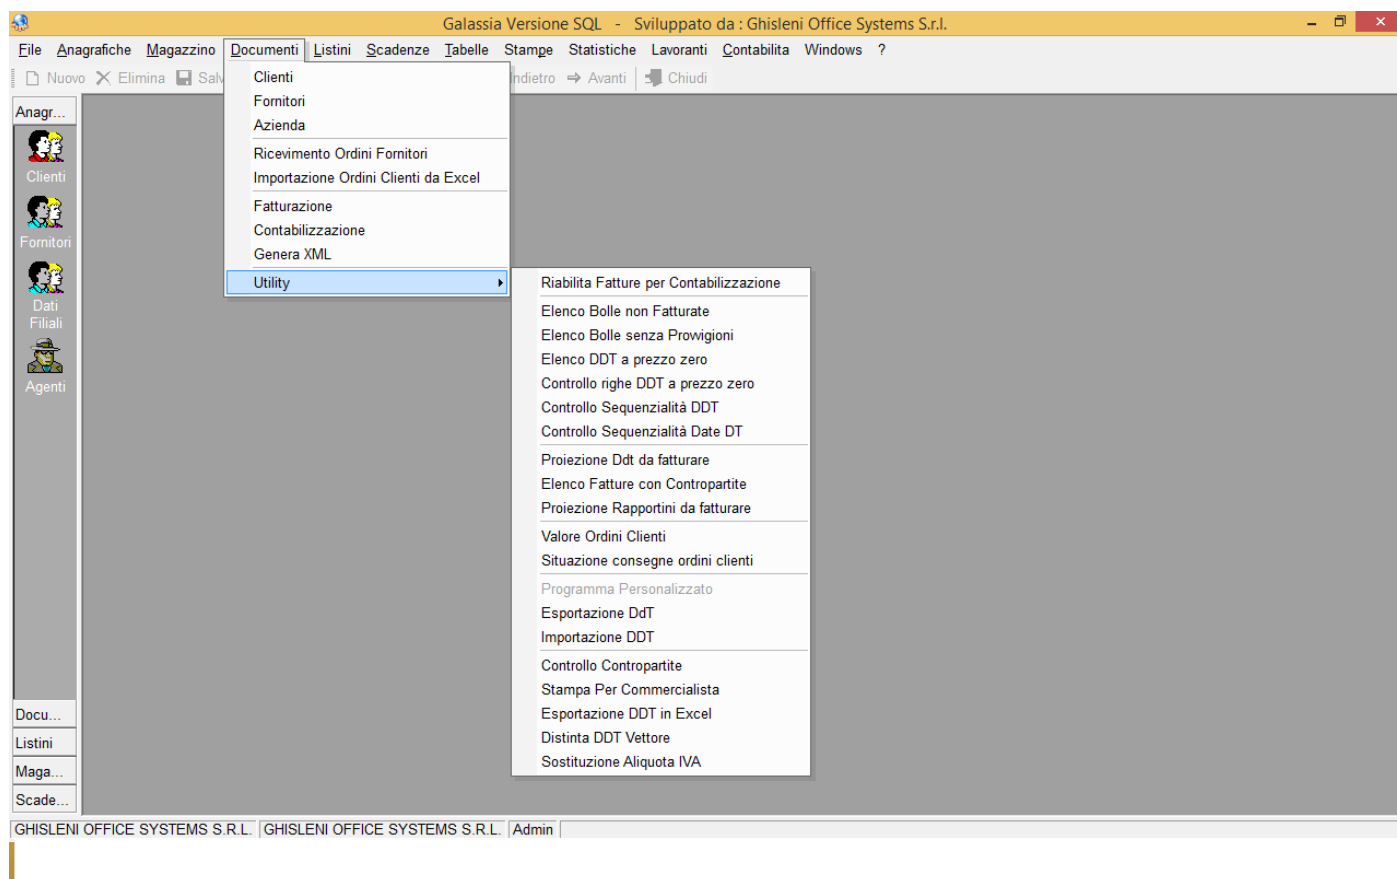 Galassia Versione SQL - Sviluppato da : Ghisleni Office Systems S.r.l.
File Anagrafiche Magazzino Documenti Listini Scadenze Tabelle Stampe Statistiche Lavoranti Contabilita Windows ?
Nuovo Elimina Salv ndietro Avanti Chiudi
Anagr...
Clienti
Fornitori
Dati
Filiali
Agenti
Docu...
Listini
Maga...
Scade...
Clienti
Fornitori
Azienda
Ricevimento Ordini Fornitori
Importazione Ordini Clienti da Excel
Fatturazione
Contabilizzazione
Genera XML
Utility
Riabilita Fatture per Contabilizzazione
Elenco Bolle non Fatturate
Elenco Bolle senza Provvigioni
Elenco DDT a prezzo zero
Controllo righe DDT a prezzo zero
Controllo Sequenzialità DDT
Controllo Sequenzialità Date DT
Proiezione Ddt da fatturare
Elenco Fatture con Contropartite
Proiezione Rapportini da fatturare
Valore Ordini Clienti
Situazione consegne ordini clienti
Programma Personalizzato
Esportazione DdT
Importazione DDT
Controllo Contropartite
Stampa Per Commercialista
Esportazione DDT in Excel
Distinta DDT Vettore
Sostituzione Aliquota IVA
GHISLENI OFFICE SYSTEMS S.R.L. GHISLENI OFFICE SYSTEMS S.R.L. Admin